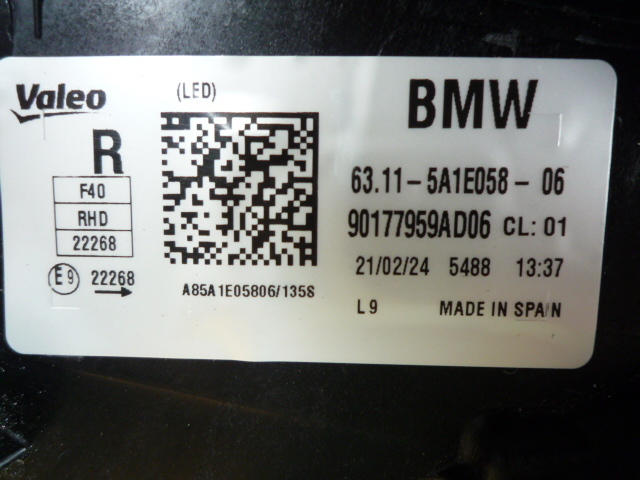 Valeo
(LED)
BMW
R
F40
RHD
22268
E9 22268
A85A1E05806/135S
63.11-5A1E058-06
90177959AD06 CL: 01
21/02/24 5488 13:37
L9 MADE IN SPAIN